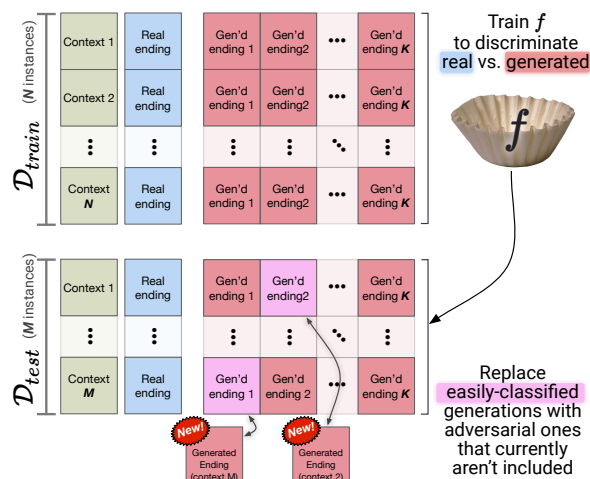 Train f
to discriminate
real vs. generated
f
D_train (N instances)
Context 1
Real ending
Gen'd ending 1
Gen'd ending2
•••
Gen'd ending K
Context 2
Real ending
Gen'd ending 1
Gen'd ending2
•••
Gen'd ending K
Context N
Real ending
Gen'd ending 1
Gen'd ending2
•••
Gen'd ending K
D_test (M instances)
Context 1
Real ending
Gen'd ending 1
Gen'd ending2
•••
Gen'd ending K
Context M
Real ending
Gen'd ending 1
Gen'd ending 2
•••
Gen'd ending K
New!
Generated
Ending
(context M)
New!
Generated
Ending
(context 2)
Replace
easily-classified
generations with
adversarial ones
that currently
aren't included